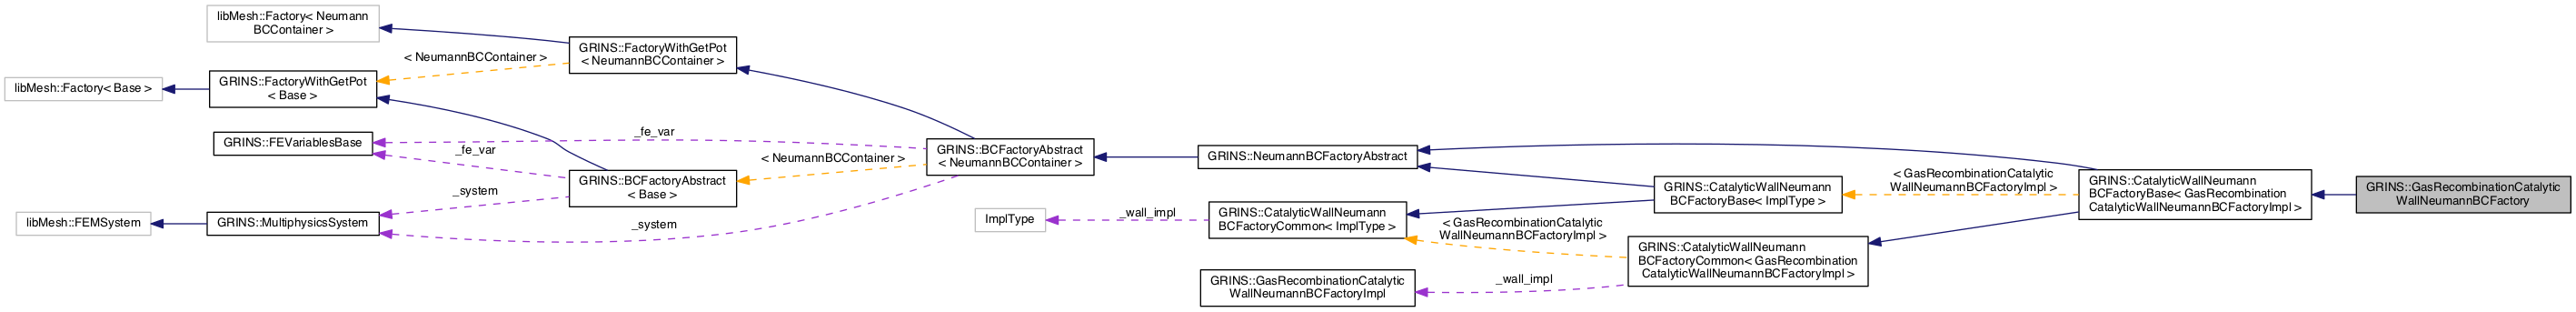 libMesh::Factory< Neumann
BCContainer >
GRINS::FactoryWithGetPot
< NeumannBCContainer >
< NeumannBCContainer >
libMesh::Factory< Base >
GRINS::FactoryWithGetPot
< Base >
GRINS::FEVariablesBase
_fe_var
_fe_var
GRINS::BCFactoryAbstract
< NeumannBCContainer >
< NeumannBCContainer >
GRINS::BCFactoryAbstract
< Base >
_system
_system
libMesh::FEMSystem
GRINS::MultiphysicsSystem
GRINS::NeumannBCFactoryAbstract
ImplType
_wall_impl
GRINS::CatalyticWallNeumann
BCFactoryCommon< ImplType >
GRINS::CatalyticWallNeumann
BCFactoryBase< ImplType >
< GasRecombinationCatalytic
WallNeumannBCFactoryImpl >
< GasRecombinationCatalytic
WallNeumannBCFactoryImpl >
GRINS::CatalyticWallNeumann
BCFactoryBase< GasRecombination
CatalyticWallNeumannBCFactoryImpl >
GRINS::GasRecombinationCatalytic
WallNeumannBCFactory
GRINS::CatalyticWallNeumann
BCFactoryCommon< GasRecombination
CatalyticWallNeumannBCFactoryImpl >
_wall_impl
GRINS::GasRecombinationCatalytic
WallNeumannBCFactoryImpl